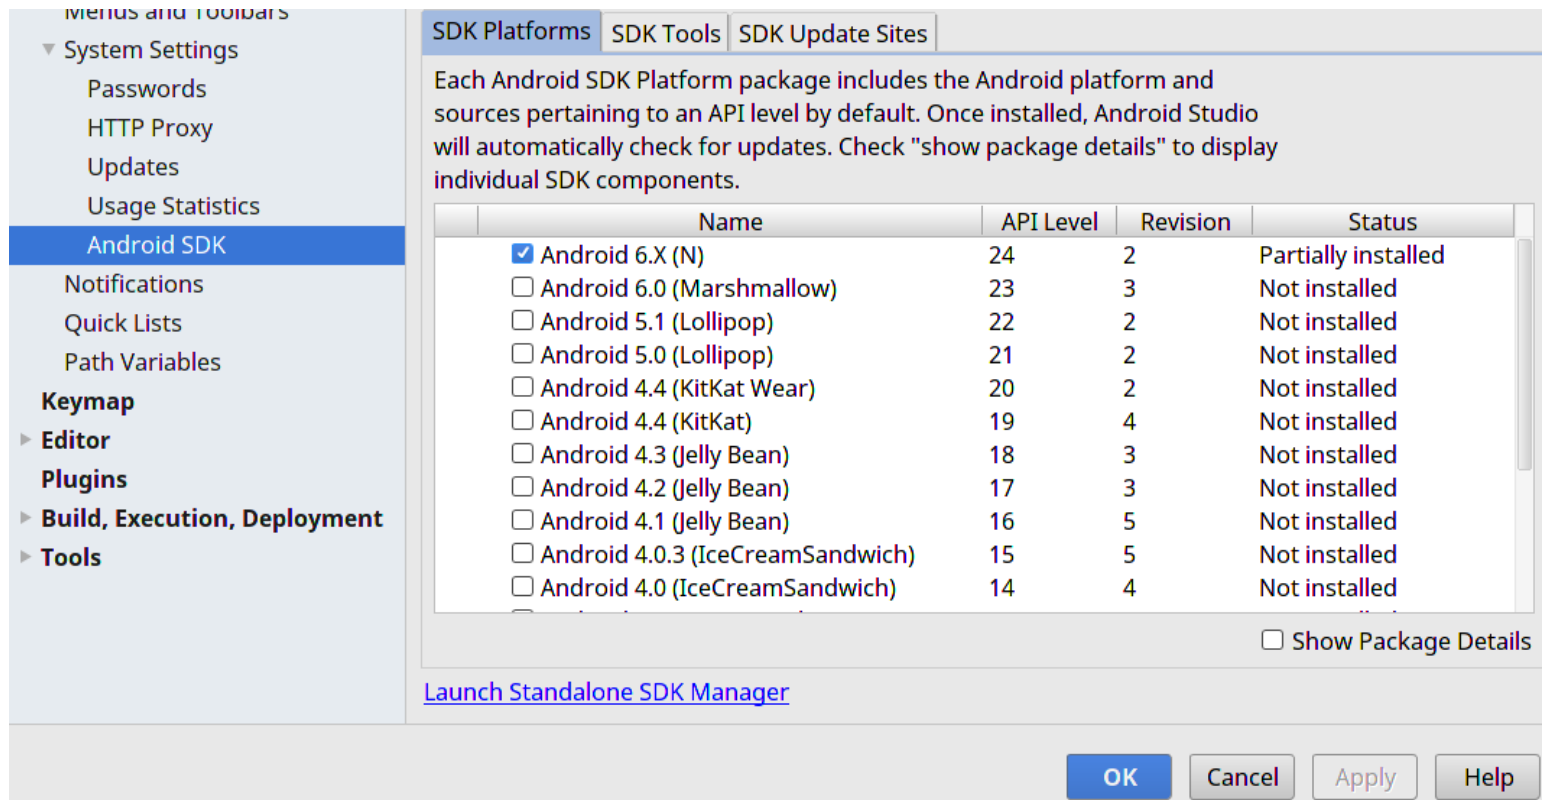 Menus and Toolbars
System Settings
Passwords
HTTP Proxy
Updates
Usage Statistics
Android SDK
Notifications
Quick Lists
Path Variables
Keymap
Editor
Plugins
Build, Execution, Deployment
Tools
SDK Platforms SDK Tools SDK Update Sites
Each Android SDK Platform package includes the Android platform and
sources pertaining to an API level by default. Once installed, Android Studio
will automatically check for updates. Check "show package details" to display
individual SDK components.
Name API Level Revision Status
Android 6.X (N) 24 2 Partially installed
Android 6.0 (Marshmallow) 23 3 Not installed
Android 5.1 (Lollipop) 22 2 Not installed
Android 5.0 (Lollipop) 21 2 Not installed
Android 4.4 (KitKat Wear) 20 2 Not installed
Android 4.4 (KitKat) 19 4 Not installed
Android 4.3 (Jelly Bean) 18 3 Not installed
Android 4.2 (Jelly Bean) 17 3 Not installed
Android 4.1 (Jelly Bean) 16 5 Not installed
Android 4.0.3 (IceCreamSandwich) 15 5 Not installed
Android 4.0 (IceCreamSandwich) 14 4 Not installed
Show Package Details
Launch Standalone SDK Manager
OK Cancel Apply Help